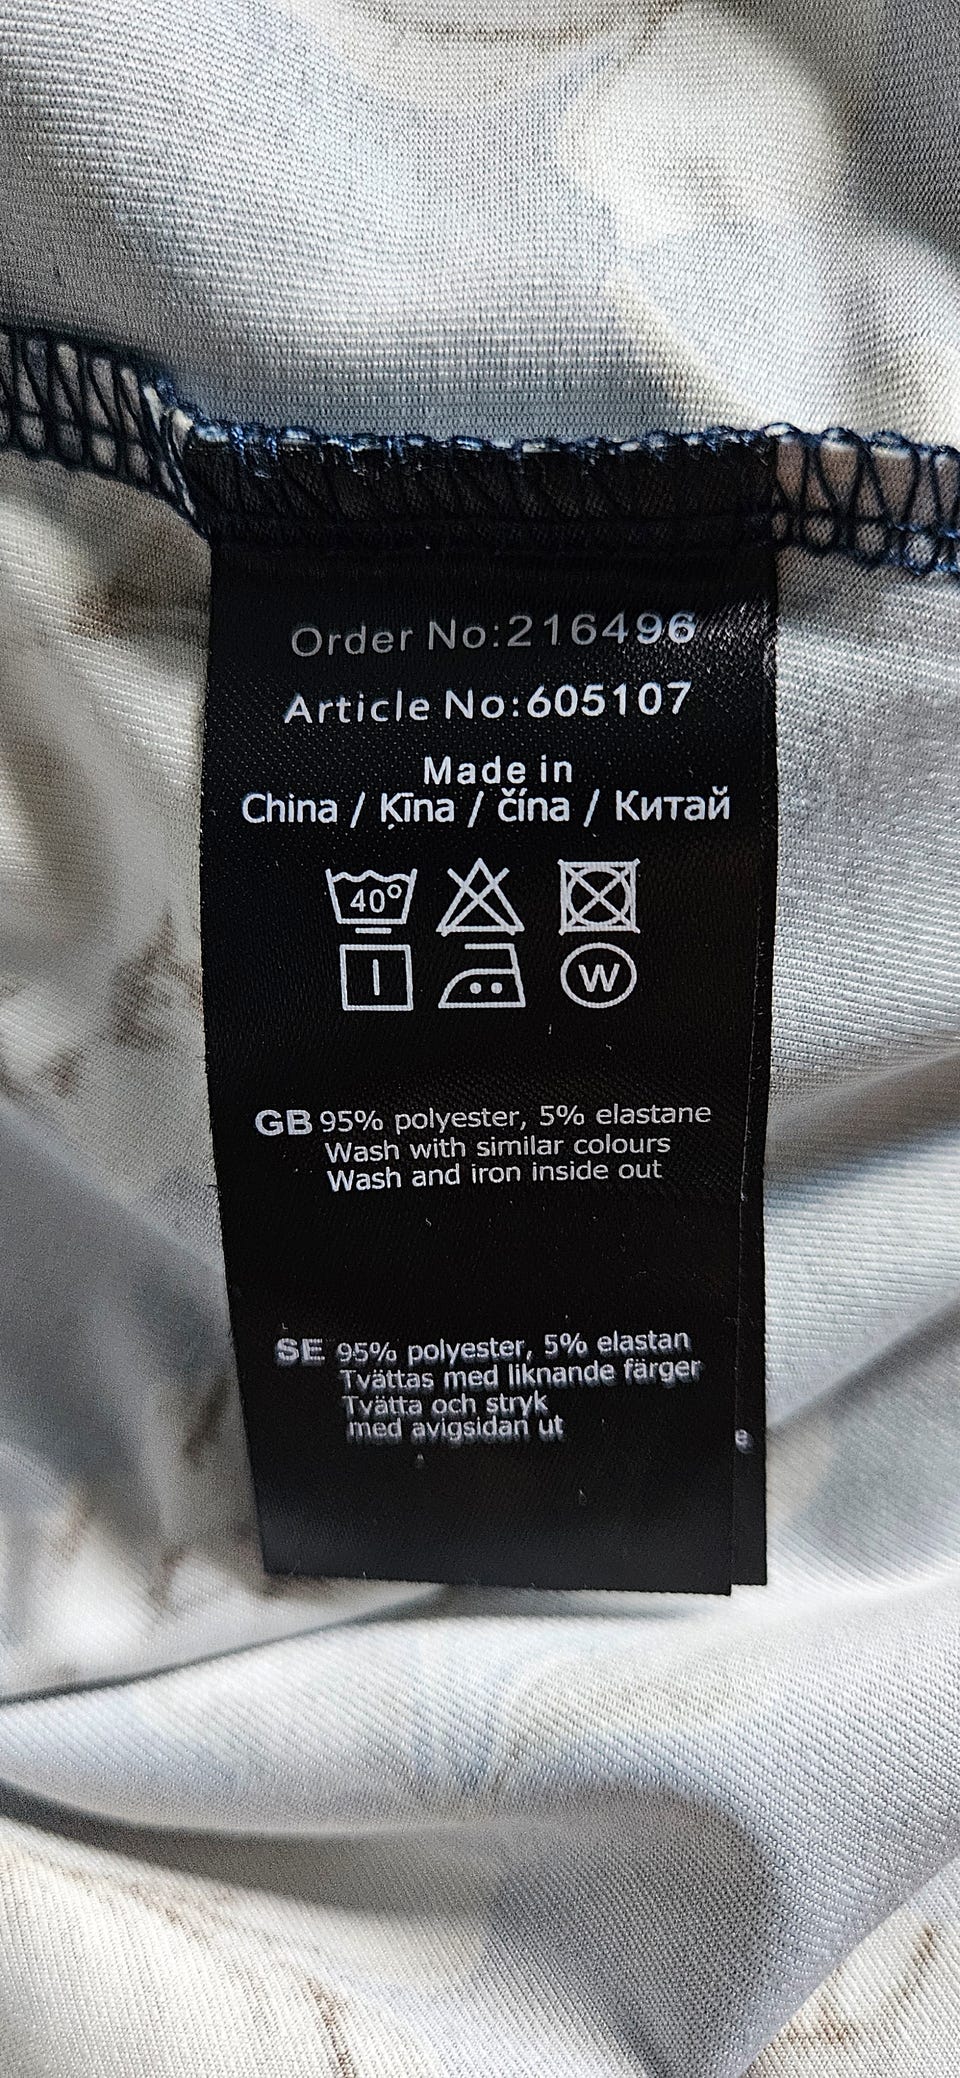 Order No:216496
Article No:605107
Made in
China / Ķīna / čína / Китай
40°
W
GB 95% polyester, 5% elastane
Wash with similar colours
Wash and iron inside out
SE 95% polyester, 5% elastan
Tvättas med liknande färger
Tvätta och stryk
med avigsidan ut
e